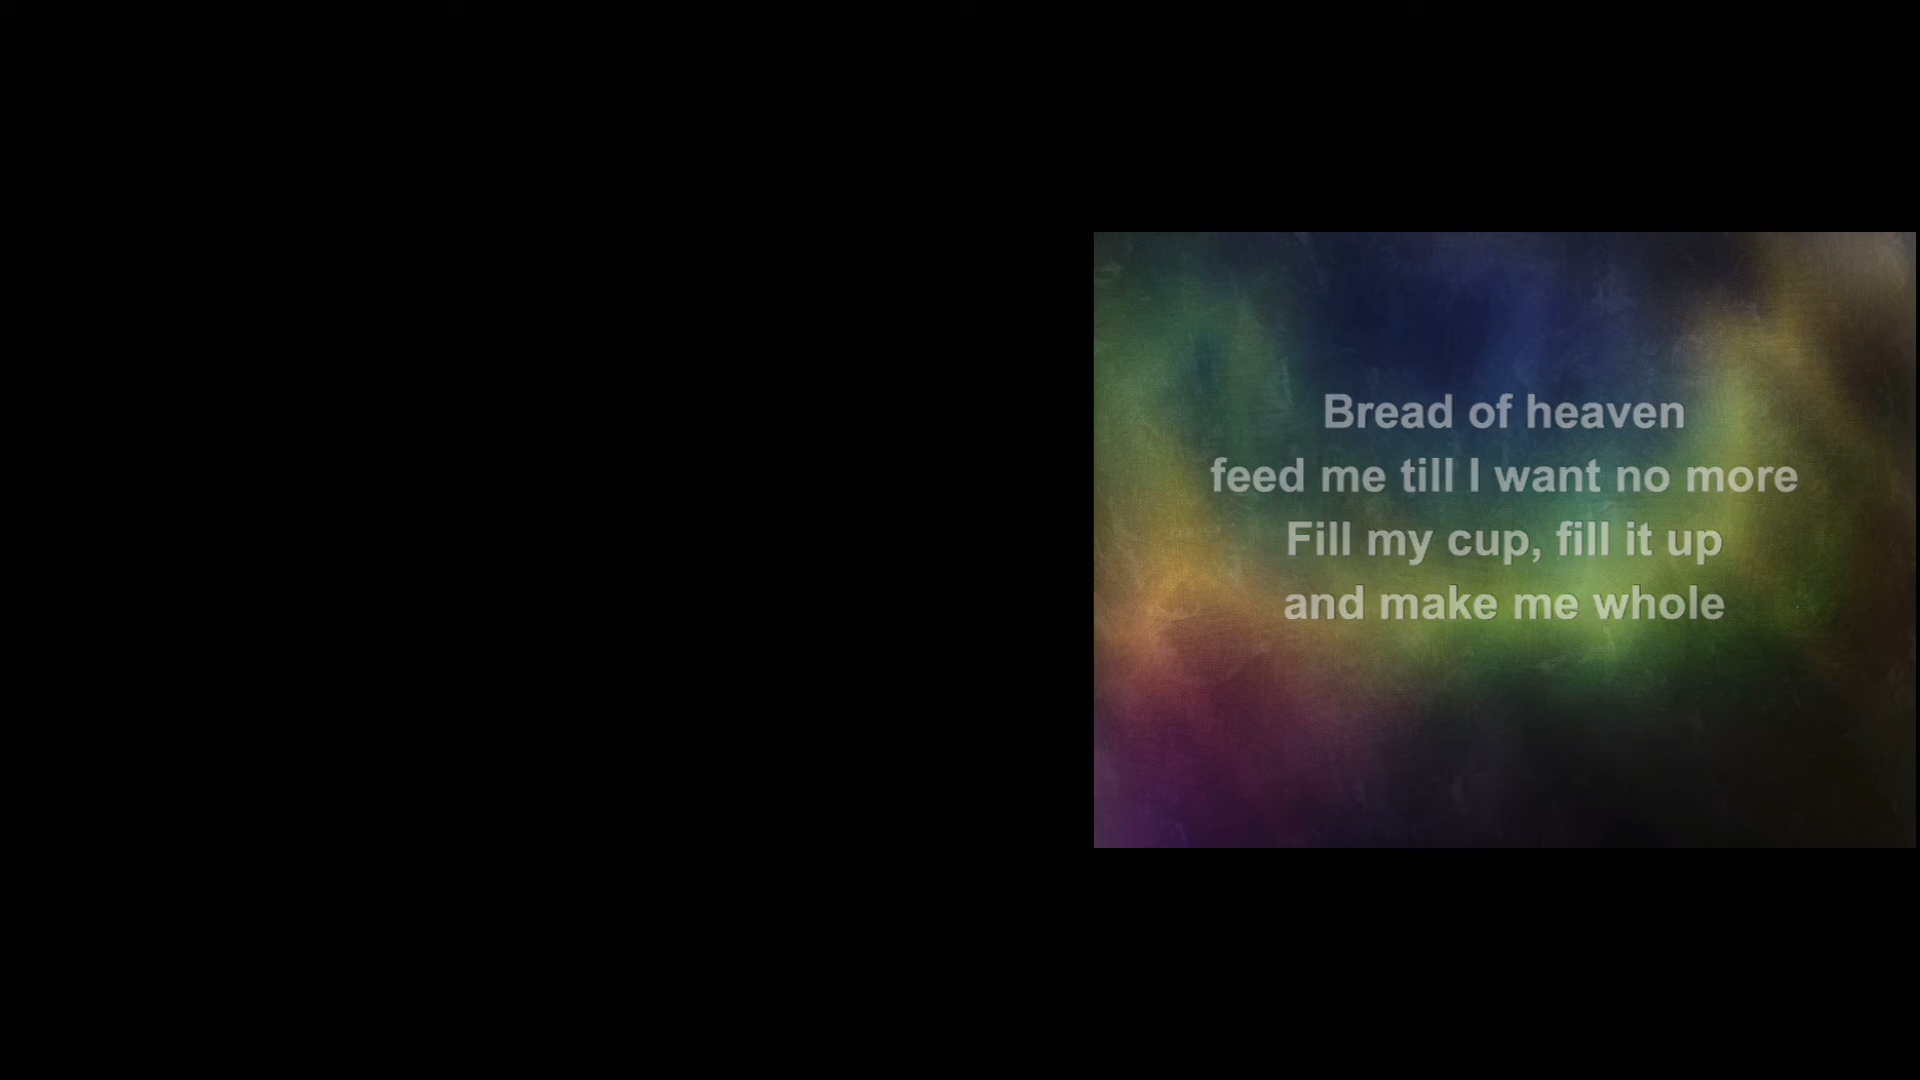 Bread of heaven
feed me till I want no more
Fill my cup, fill it up
and make me whole